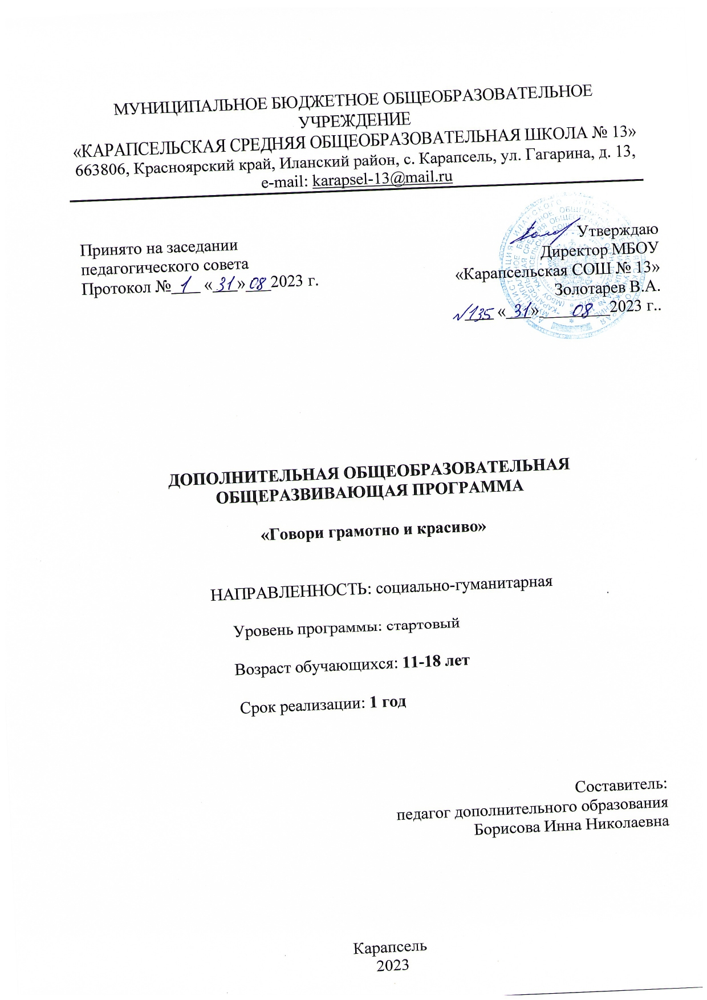 МУНИЦИПАЛЬНОЕ БЮДЖЕТНОЕ ОБЩЕОБРАЗОВАТЕЛЬНОЕ
УЧРЕЖДЕНИЕ
«КАРАПСЕЛЬСКАЯ СРЕДНЯЯ ОБЩЕОБРАЗОВАТЕЛЬНАЯ ШКОЛА № 13»
663806, Красноярский край, Иланский район, с. Карапсель, ул. Гагарина, д. 13,
e-mail: karapsel-13@mail.ru
Принято на заседании
педагогического совета
Протокол № 1 «31» 08 2023 г.
Утверждаю
Директор МБОУ
«Карапсельская СОШ № 13»
Золотарев В.А.
№135 «31» 08 2023 г..
ДОПОЛНИТЕЛЬНАЯ ОБЩЕОБРАЗОВАТЕЛЬНАЯ
ОБЩЕРАЗВИВАЮЩАЯ ПРОГРАММА
«Говори грамотно и красиво»
НАПРАВЛЕННОСТЬ: социально-гуманитарная
Уровень программы: стартовый
Возраст обучающихся: 11-18 лет
Срок реализации: 1 год
Составитель:
педагог дополнительного образования
Борисова Инна Николаевна
Карапсель
2023